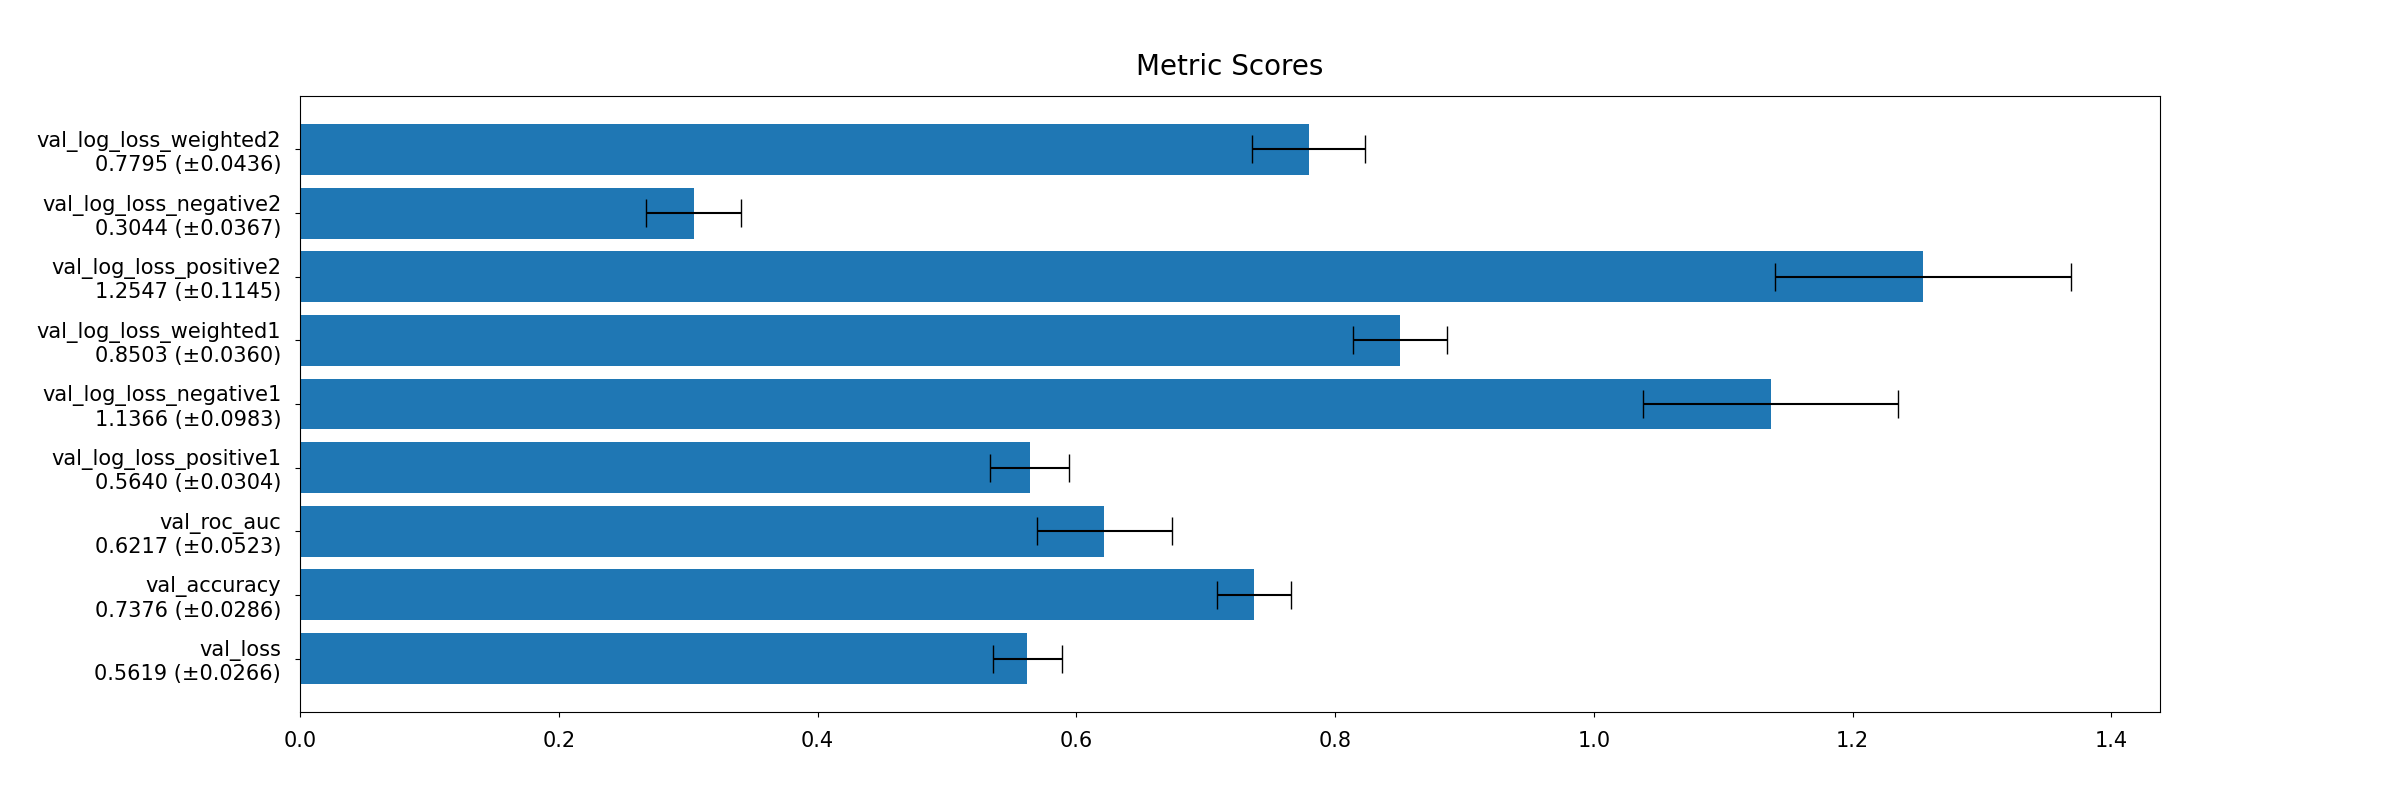 Metric Scores
val_log_loss_weighted2
0.7795 (±0.0436)
val_log_loss_negative2
0.3044 (±0.0367)
val_log_loss_positive2
1.2547 (±0.1145)
val_log_loss_weighted1
0.8503 (±0.0360)
val_log_loss_negative1
1.1366 (±0.0983)
val_log_loss_positive1
0.5640 (±0.0304)
val_roc_auc
0.6217 (±0.0523)
val_accuracy
0.7376 (±0.0286)
val_loss
0.5619 (±0.0266)
0.0 0.2 0.4 0.6 0.8 1.0 1.2 1.4